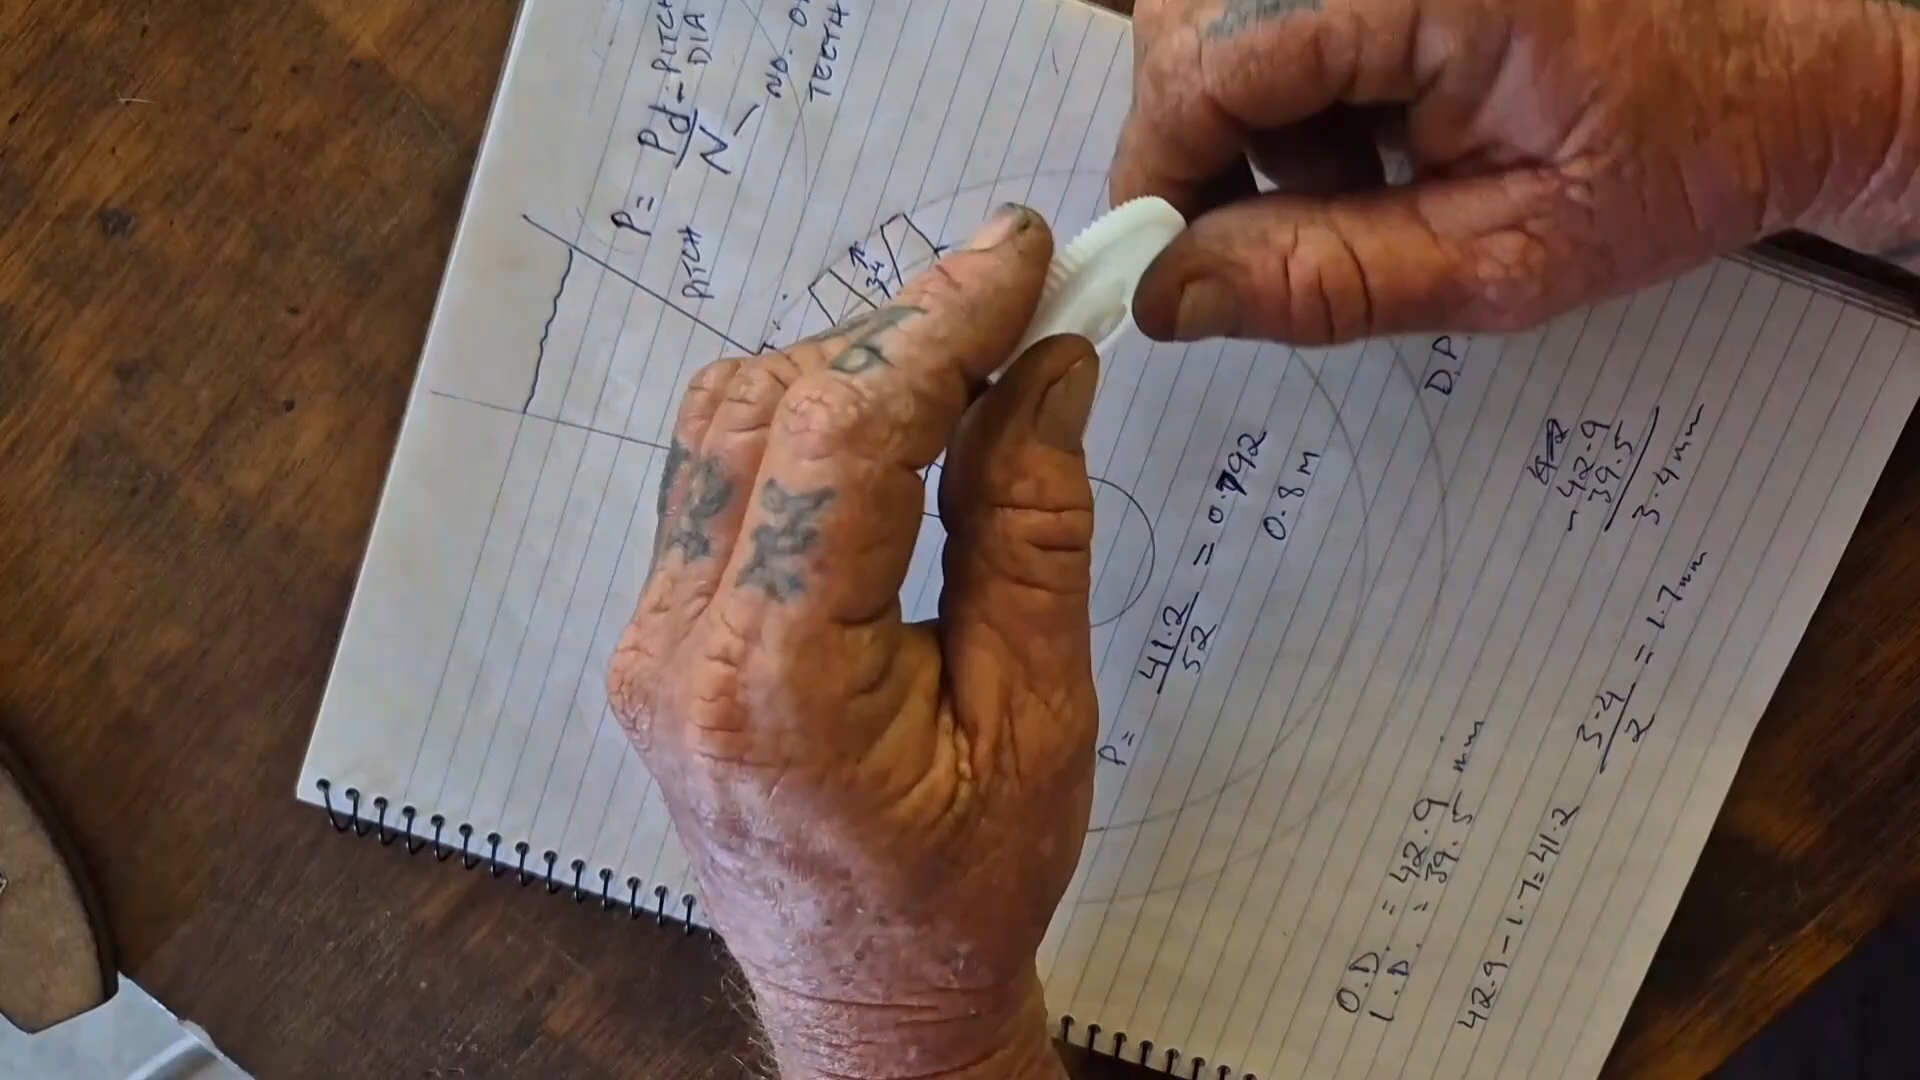 P = Pd - PITCH DIA
N NO. OF TEETH
PITCH
3.4
P = 41.2 / 52 = 0.792
0.8 M
D.P.
O.D. = 42.9
I.D. = 39.5 mm
42.9
- 39.5
3.4 mm
3.4 / 2 = 1.7 mm
42.9 - 1.7 = 41.2